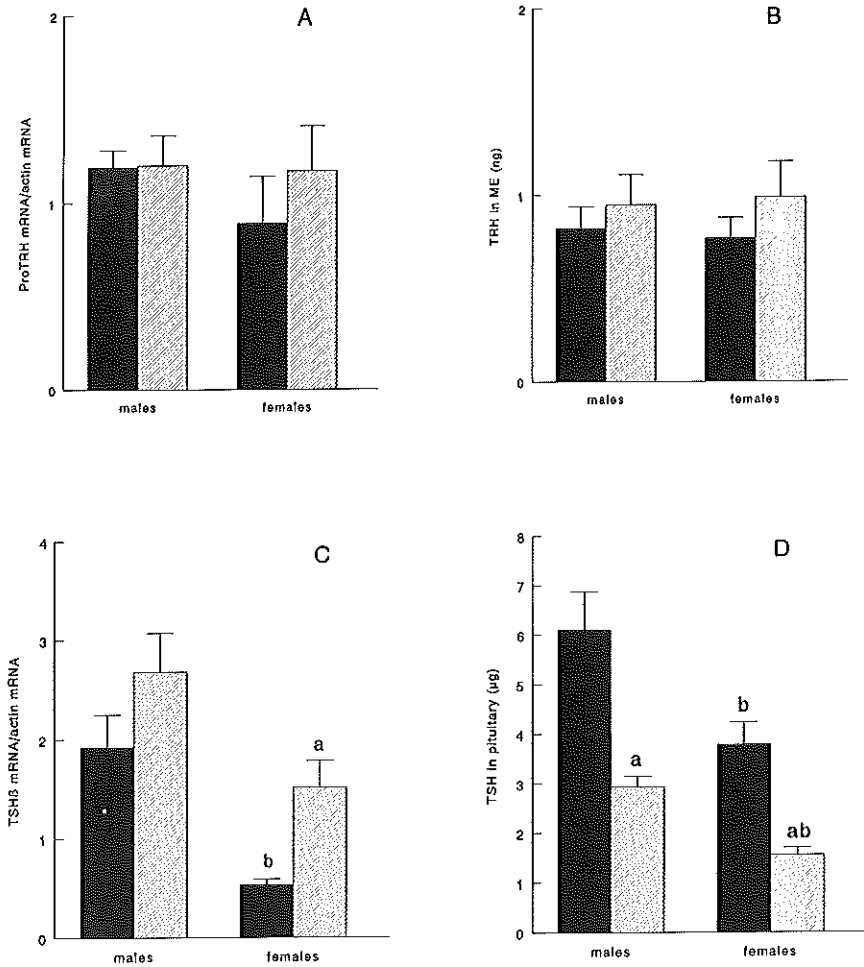 A
2
1
0
ProTRH mRNA/actin mRNA
males
females
B
2
1
0
TRH in ME (ng)
males
females
C
4
3
2
1
0
TSHß mRNA/actin mRNA
b
a
males
females
D
8
7
6
5
4
3
2
1
0
TSH in pituitary (µg)
a
b
ab
males
females